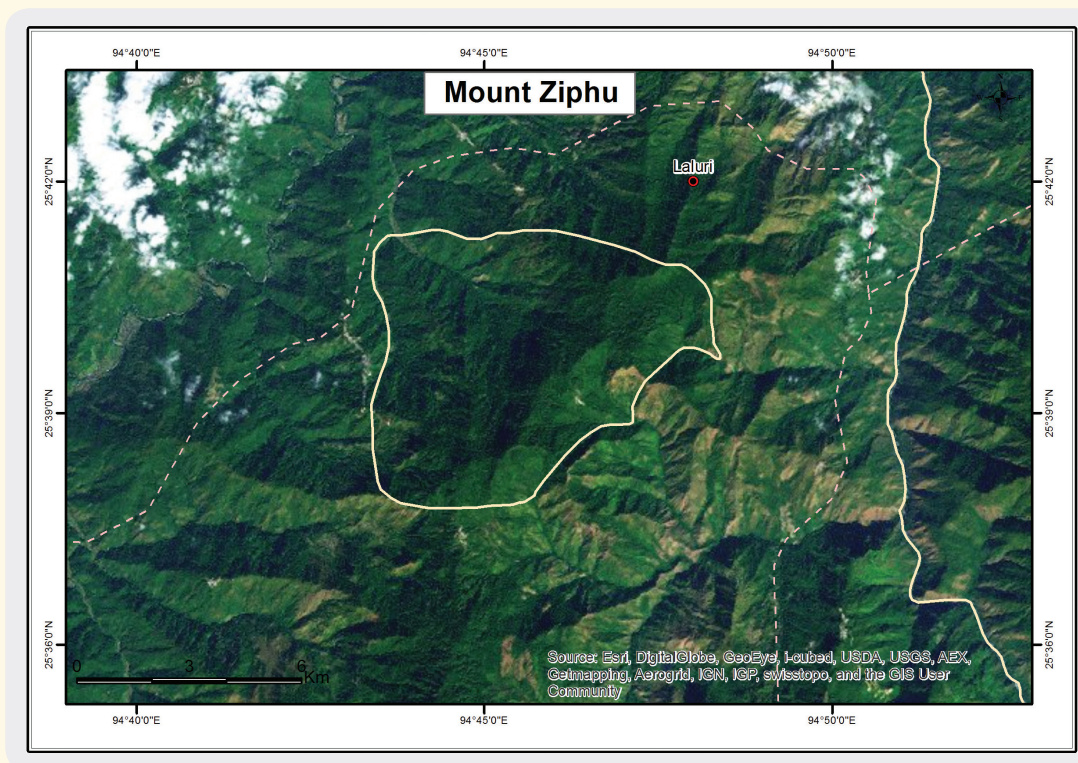 94°40'0"E
94°45'0"E
94°50'0"E
Mount Ziphu
Laluri
25°42'0"N
25°42'0"N
25°39'0"N
25°39'0"N
25°36'0"N
25°36'0"N
0 3 6
Km
Source: Esri, DigitalGlobe, GeoEye, i-cubed, USDA, USGS, AEX,
Getmapping, Aerogrid, IGN, IGP, swisstopo, and the GIS User
Community
94°40'0"E
94°45'0"E
94°50'0"E